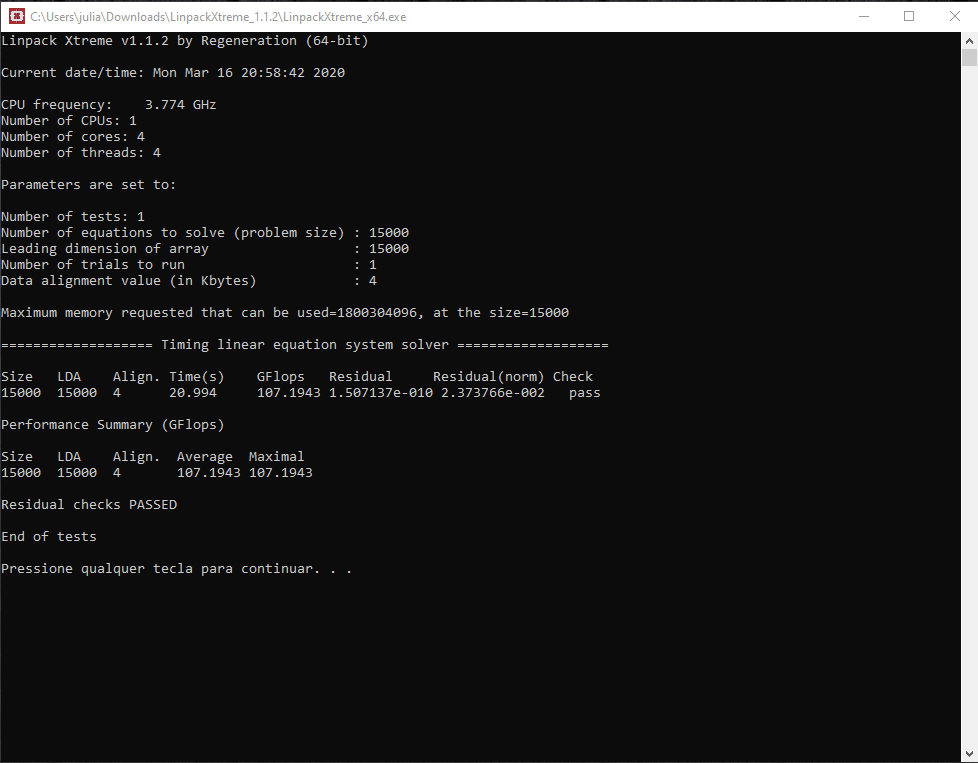 C:\Users\julia\Downloads\LinpackXtreme_1.1.2\LinpackXtreme_x64.exe
Linpack Xtreme v1.1.2 by Regeneration (64-bit)
Current date/time: Mon Mar 16 20:58:42 2020
CPU frequency:    3.774 GHz
Number of CPUs: 1
Number of cores: 4
Number of threads: 4
Parameters are set to:
Number of tests: 1
Number of equations to solve (problem size) : 15000
Leading dimension of array                  : 15000
Number of trials to run                     : 1
Data alignment value (in Kbytes)            : 4
Maximum memory requested that can be used=1800304096, at the size=15000
=================== Timing linear equation system solver ===================
Size   LDA    Align. Time(s)    GFlops   Residual     Residual(norm) Check
15000  15000  4      20.994     107.1943 1.507137e-010 2.373766e-002   pass
Performance Summary (GFlops)
Size   LDA    Align.  Average  Maximal
15000  15000  4       107.1943 107.1943
Residual checks PASSED
End of tests
Pressione qualquer tecla para continuar. . .